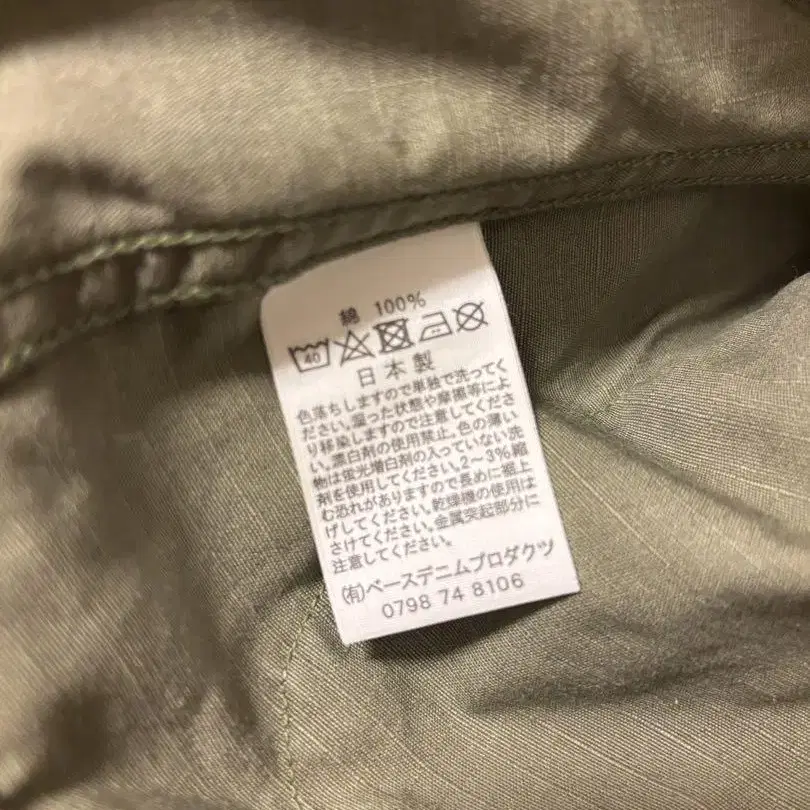 綿 100%
40
日本製
色落ちしますので単独で洗ってく
ださい。湿った状態や摩擦等によ
り移染しますので注意してくださ
い。漂白剤の使用禁止。色の薄い
物は蛍光増白剤の入っていない洗
剤を使用してください。2〜3%縮
む恐れがありますので長めに裾上
げしてください。乾燥機の使用は
さけてください。金属突起部分に
注意してください。
(有)ベースデニムプロダクツ
0798 74 8106